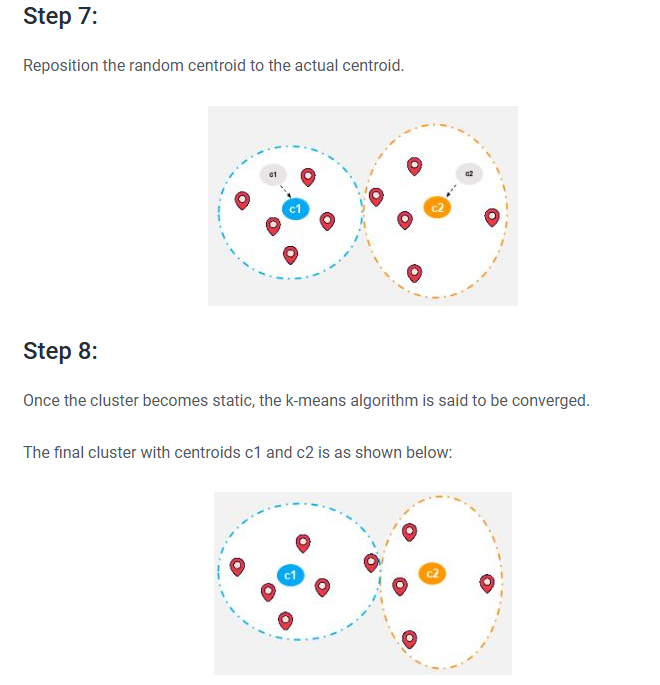 Step 7:
Reposition the random centroid to the actual centroid.
c1
c2
c1
c2
Step 8:
Once the cluster becomes static, the k-means algorithm is said to be converged.
The final cluster with centroids c1 and c2 is as shown below:
c1
c2